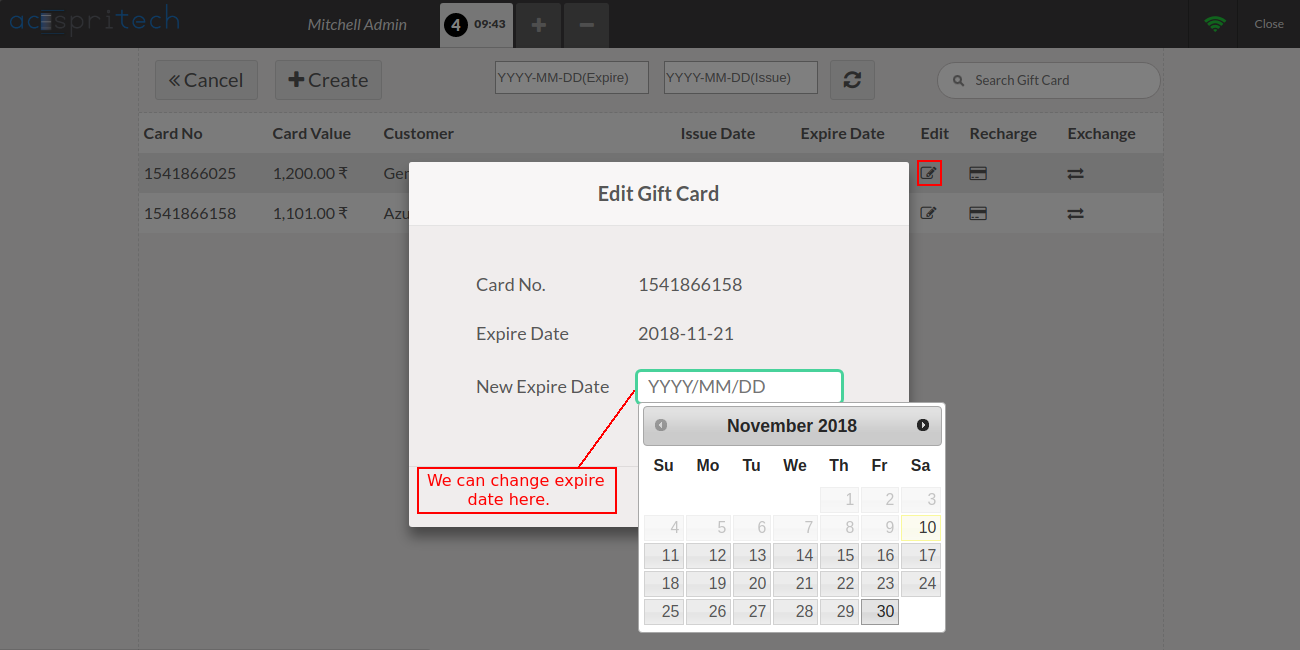 acespritech
Mitchell Admin
4 09:43
Close
Cancel
Create
YYYY-MM-DD(Expire)
YYYY-MM-DD(Issue)
Search Gift Card
Card No Card Value Customer Issue Date Expire Date Edit Recharge Exchange
1541866025 1,200.00 ₹
1541866158 1,101.00 ₹
Edit Gift Card
Card No. 1541866158
Expire Date 2018-11-21
New Expire Date YYYY/MM/DD
We can change expire
date here.
November 2018
Su Mo Tu We Th Fr Sa
1 2 3
4 5 6 7 8 9 10
11 12 13 14 15 16 17
18 19 20 21 22 23 24
25 26 27 28 29 30